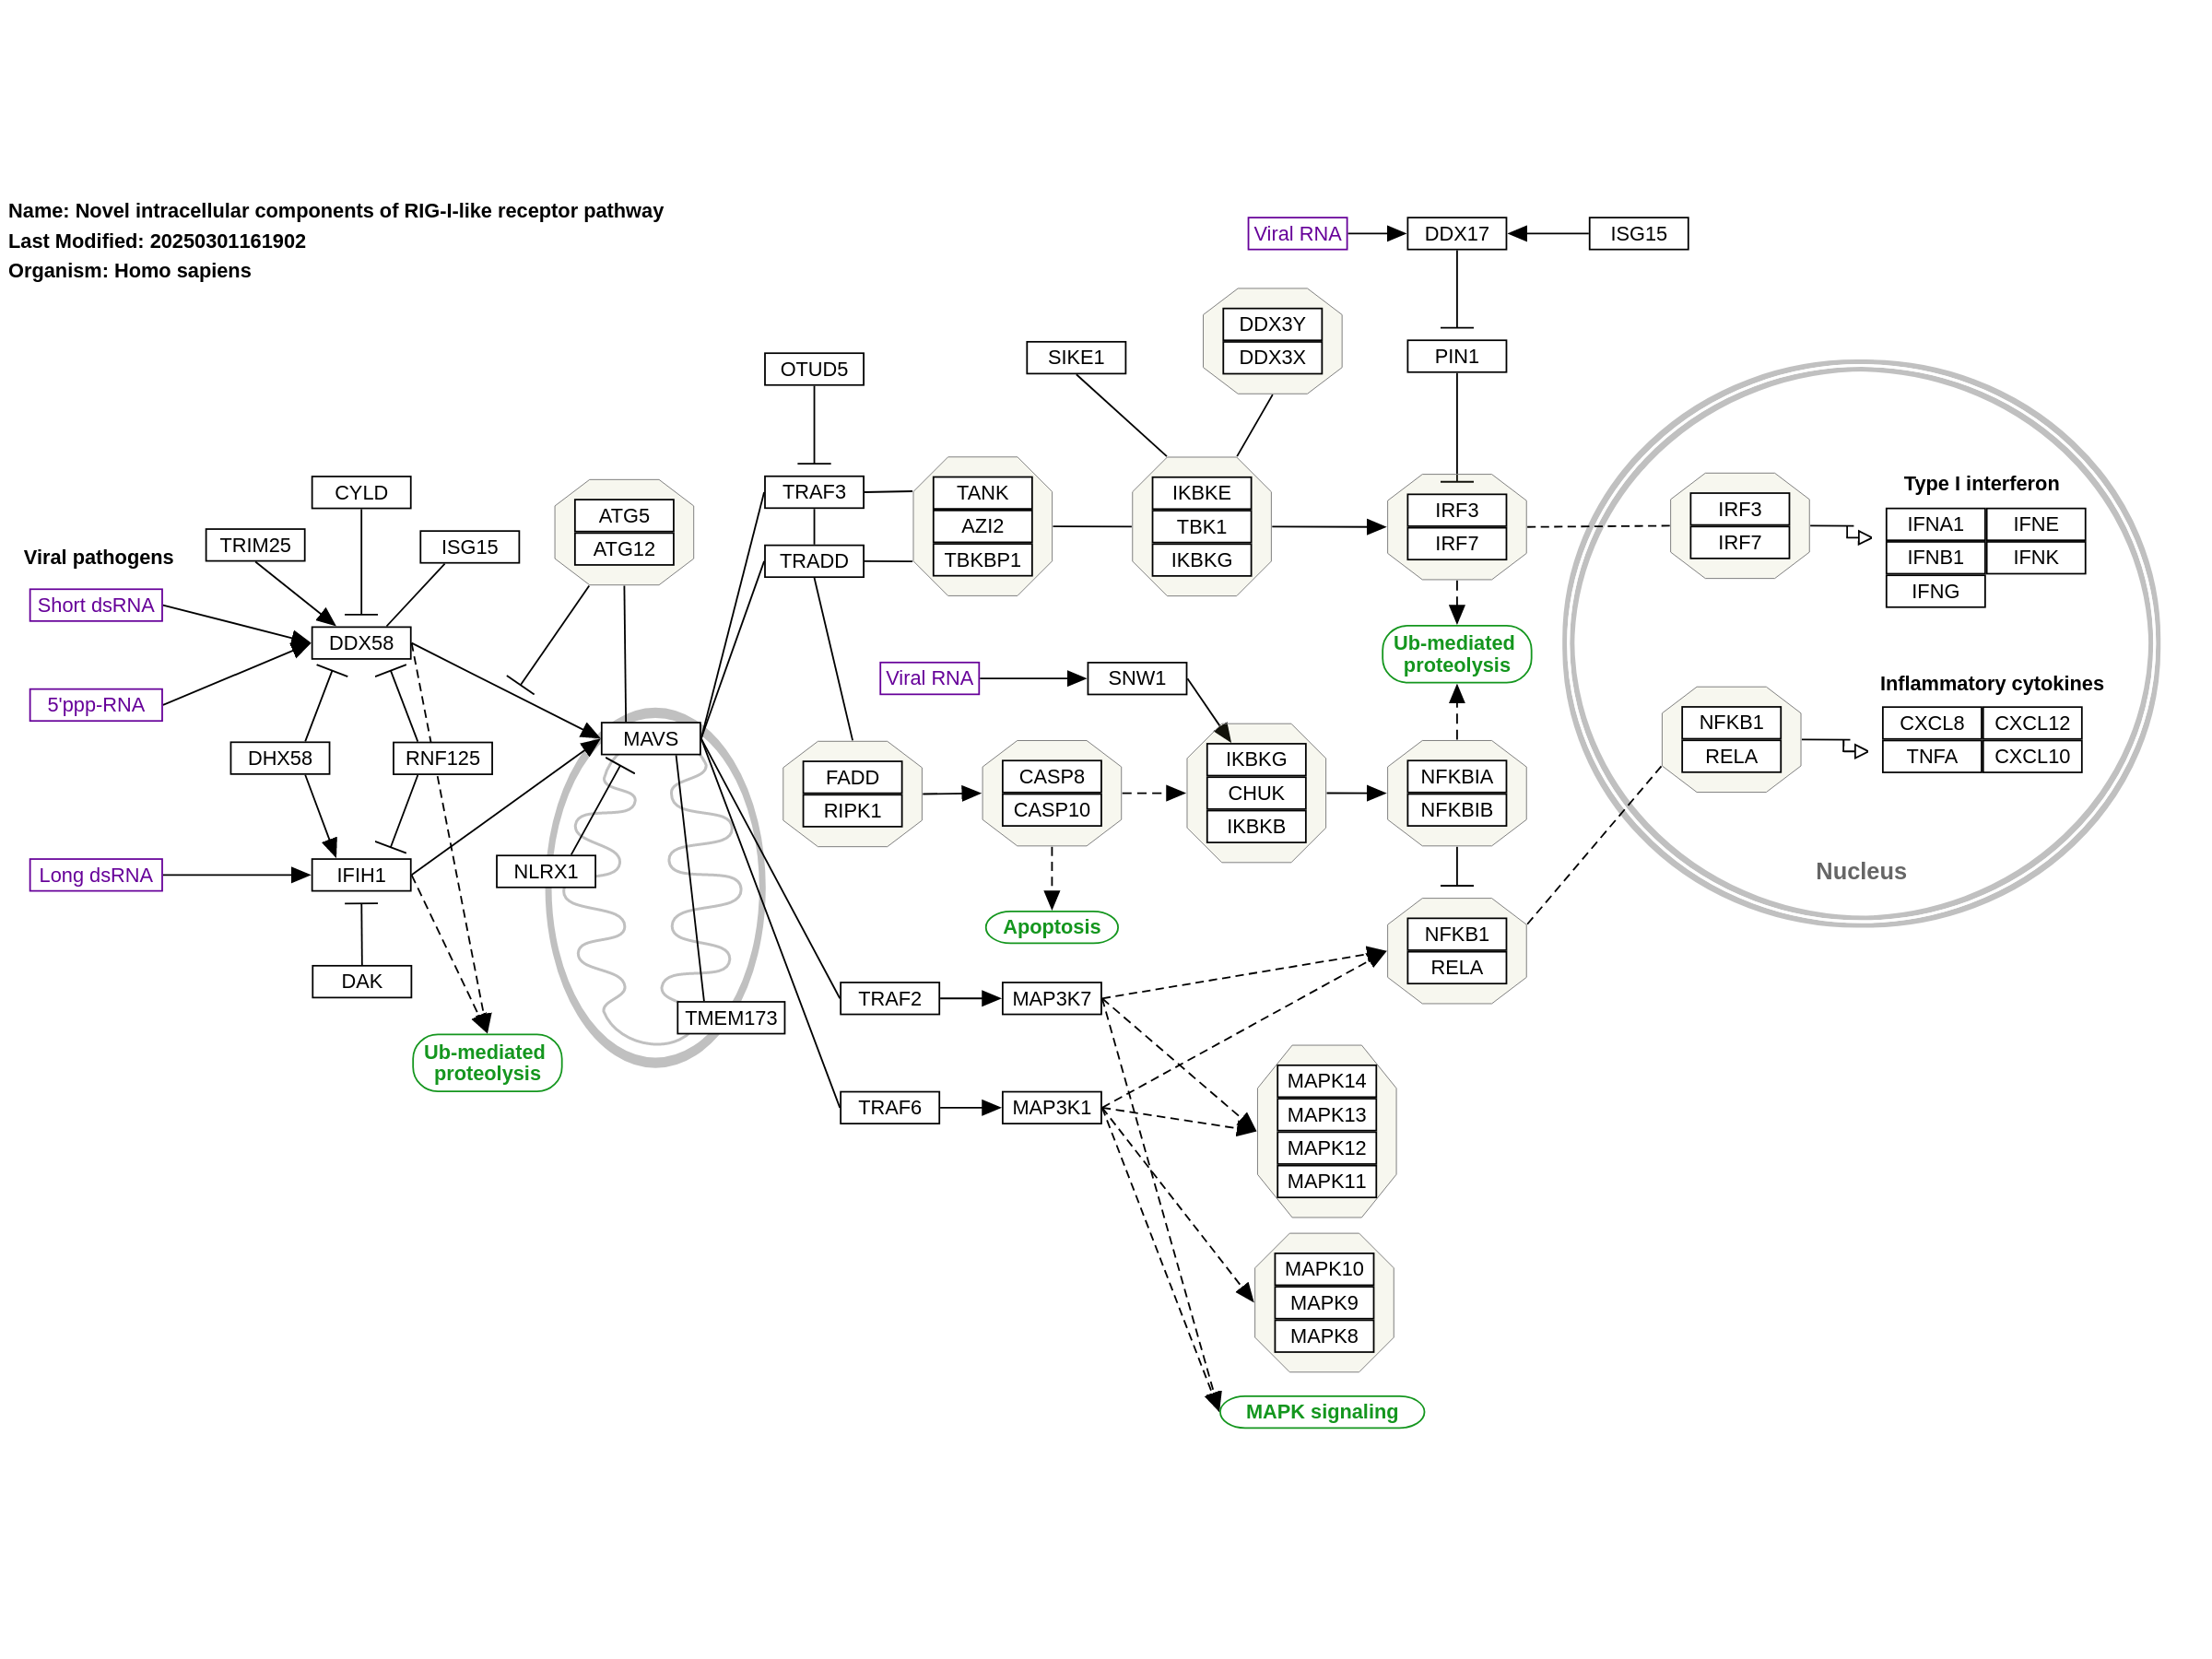 Name: Novel intracellular components of RIG-I-like receptor pathway
Last Modified: 20250301161902
Organism: Homo sapiens
Viral RNA
DDX17
ISG15
DDX3Y
DDX3X
SIKE1
PIN1
OTUD5
CYLD
TRIM25
ISG15
ATG5
ATG12
TRAF3
TRADD
TANK
AZI2
TBKBP1
IKBKE
TBK1
IKBKG
IRF3
IRF7
IRF3
IRF7
Type I interferon
IFNA1
IFNE
IFNB1
IFNK
IFNG
Viral pathogens
Short dsRNA
DDX58
5'ppp-RNA
DHX58
RNF125
MAVS
Viral RNA
SNW1
Ub-mediated
proteolysis
Inflammatory cytokines
NFKB1
RELA
CXCL8
CXCL12
TNFA
CXCL10
FADD
RIPK1
CASP8
CASP10
IKBKG
CHUK
IKBKB
NFKBIA
NFKBIB
Long dsRNA
IFIH1
NLRX1
Nucleus
Apoptosis
NFKB1
RELA
DAK
TRAF2
MAP3K7
TMEM173
Ub-mediated
proteolysis
TRAF6
MAP3K1
MAPK14
MAPK13
MAPK12
MAPK11
MAPK10
MAPK9
MAPK8
MAPK signaling